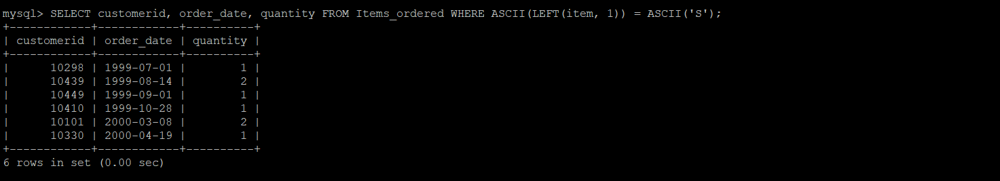 mysql> SELECT customerid, order_date, quantity FROM Items_ordered WHERE ASCII(LEFT(item, 1)) = ASCII('S');
+------------+------------+----------+
| customerid | order_date | quantity |
+------------+------------+----------+
|      10298 | 1999-07-01 |        1 |
|      10439 | 1999-08-14 |        2 |
|      10449 | 1999-09-01 |        1 |
|      10410 | 1999-10-28 |        1 |
|      10101 | 2000-03-08 |        2 |
|      10330 | 2000-04-19 |        1 |
+------------+------------+----------+
6 rows in set (0.00 sec)